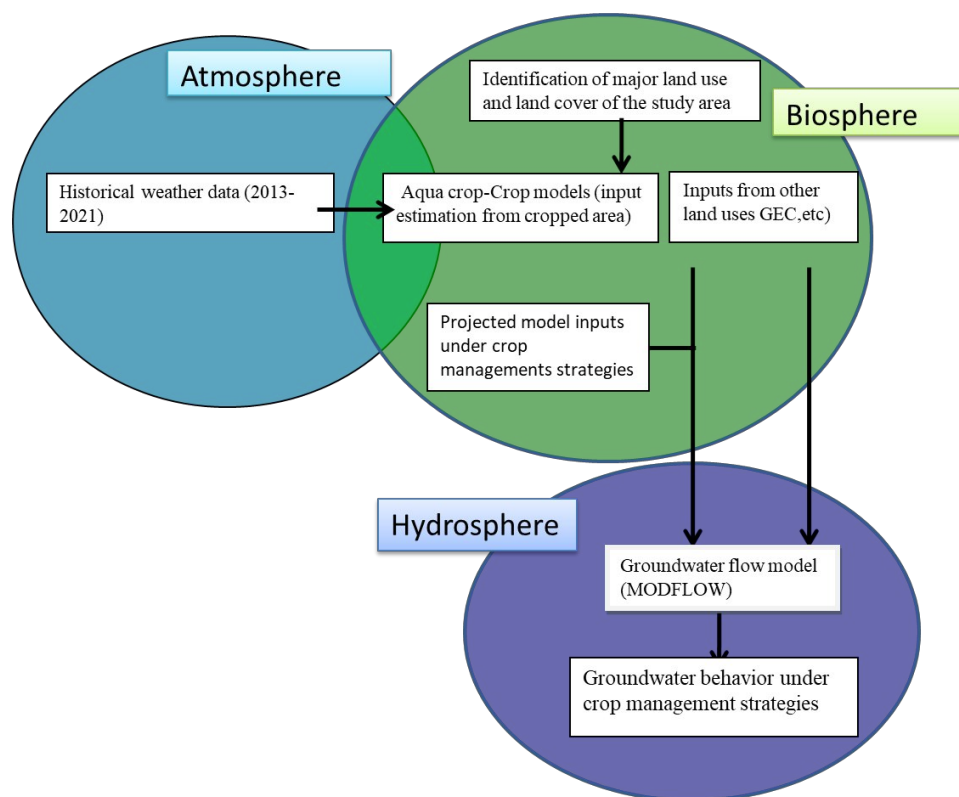 Atmosphere
Identification of major land use
and land cover of the study area
Biosphere
Historical weather data (2013-
2021)
Aqua crop-Crop models (input
estimation from cropped area)
Inputs from other
land uses GEC,etc)
Projected model inputs
under crop
managements strategies
Hydrosphere
Groundwater flow model
(MODFLOW)
Groundwater behavior under
crop management strategies